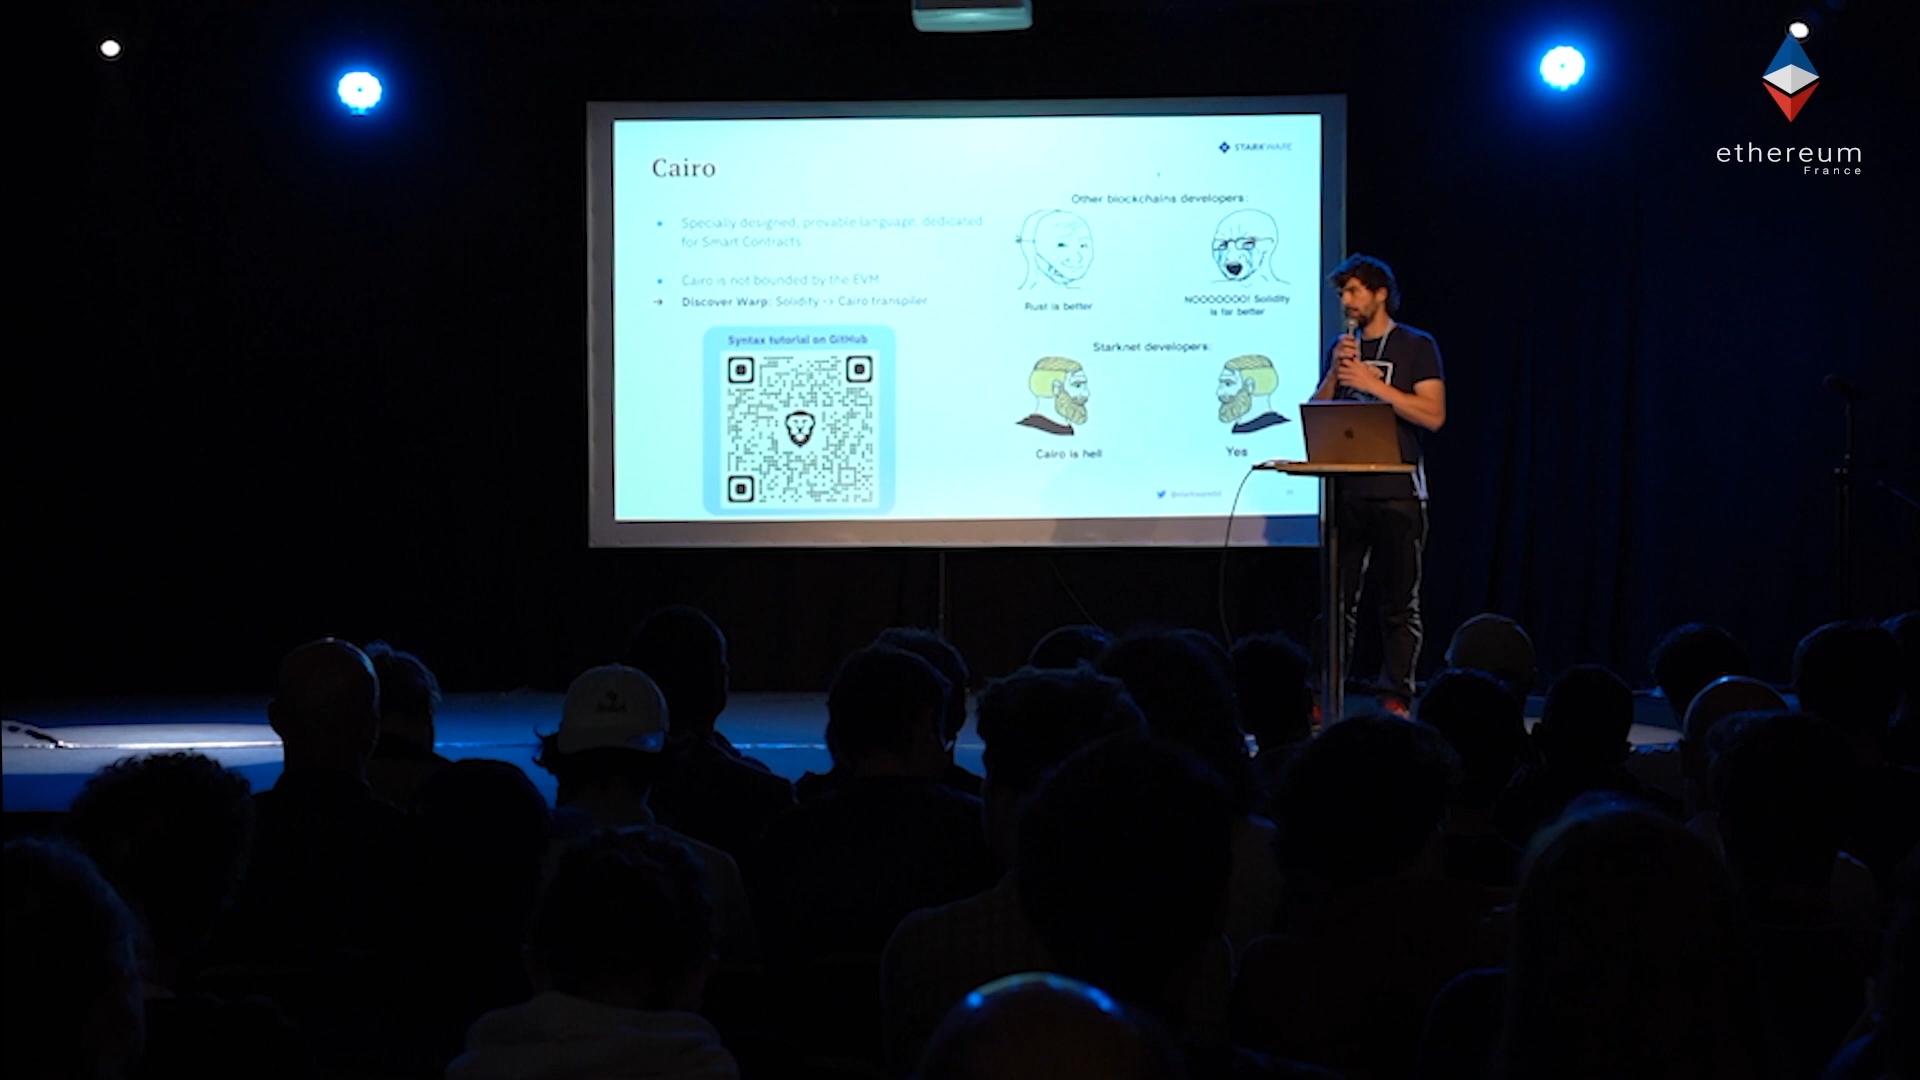 Cairo
STARKWARE
Specially designed, provable language, dedicated
for Smart Contracts
Cairo is not bounded by the EVM
→ Discover Warp: Solidity -> Cairo transpiler
Syntax tutorial on GitHub
Other blockchains developers:
Rust is better
NOOOOOOO! Solidity
is far better
Starknet developers:
Cairo is hell
Yes
@starkwareltd
ethereum
France